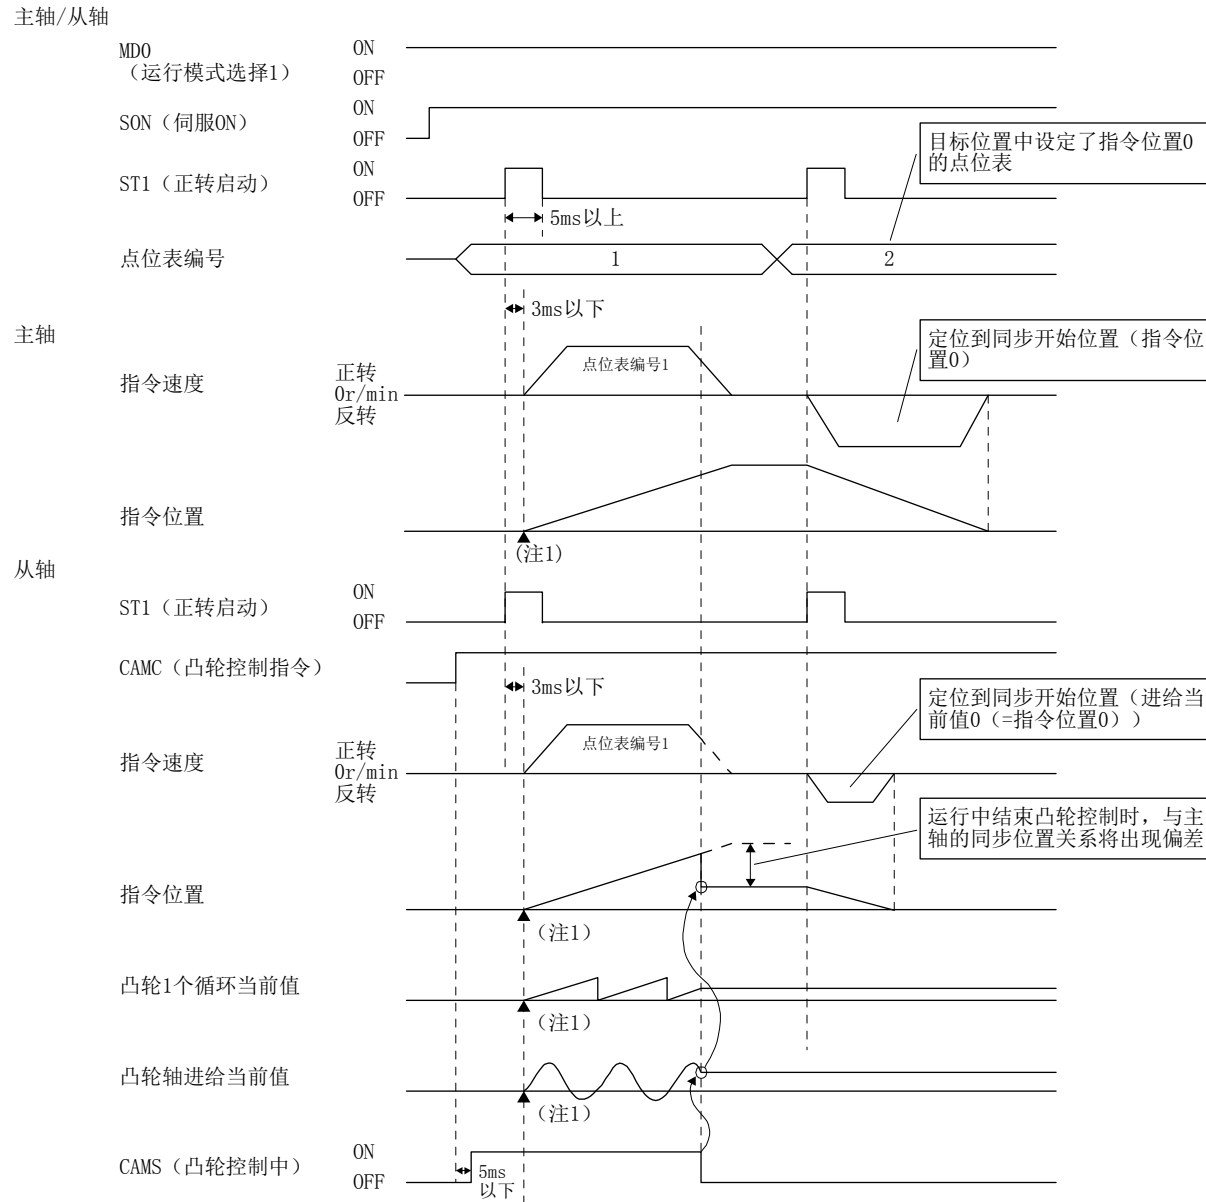 主轴/从轴
MD0
（运行模式选择1）
ON
OFF
SON（伺服ON）
ON
OFF
ST1（正转启动）
ON
OFF
5ms以上
目标位置中设定了指令位置0
的点位表
点位表编号
1
2
3ms以下
主轴
指令速度
正转
0r/min
反转
点位表编号1
定位到同步开始位置（指令位
置0）
指令位置
(注1)
从轴
ST1（正转启动）
ON
OFF
CAMC（凸轮控制指令）
3ms以下
指令速度
正转
0r/min
反转
点位表编号1
定位到同步开始位置（进给当
前值0（=指令位置0））
运行中结束凸轮控制时，与主
轴的同步位置关系将出现偏差
指令位置
（注1）
凸轮1个循环当前值
（注1）
凸轮轴进给当前值
（注1）
CAMS（凸轮控制中）
ON
OFF
5ms
以下